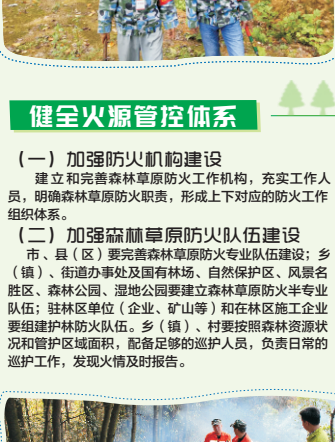 健全火源管控体系
（一）加强防火机构建设
建立和完善森林草原防火工作机构，充实工作人
员，明确森林草原防火职责，形成上下对应的防火工作
组织体系。
（二）加强森林草原防火队伍建设
市、县（区）要完善森林草原防火专业队伍建设；乡
（镇）、街道办事处及国有林场、自然保护区、风景名
胜区、森林公园、湿地公园要建立森林草原防火半专业
队伍；驻林区单位（企业、矿山等）和在林区施工企业
要组建护林防火队伍。乡（镇）、村要按照森林资源状
况和管护区域面积，配备足够的巡护人员，负责日常的
巡护工作，发现火情及时报告。